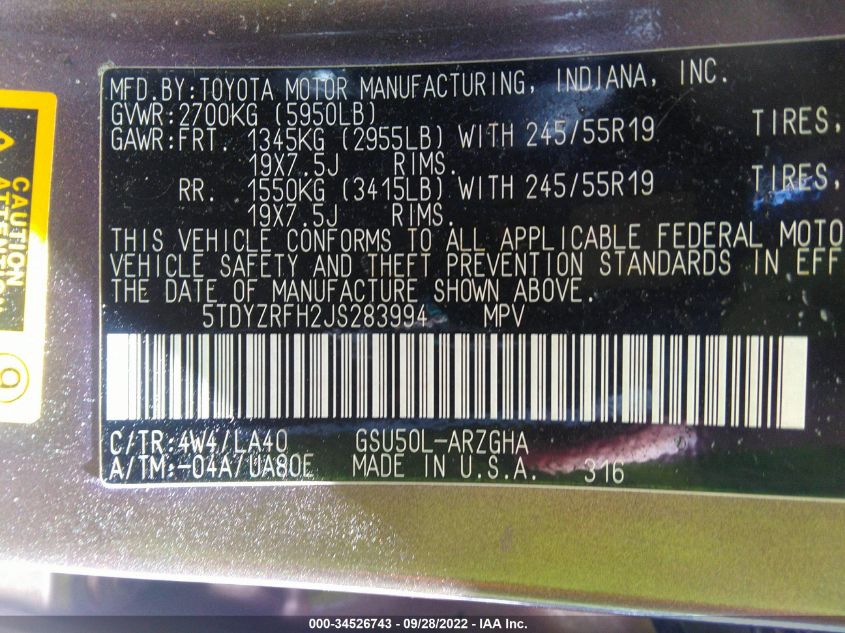 MFD.BY:TOYOTA MOTOR MANUFACTURING, INDIANA, INC.
GVWR:2700KG (5950LB)
GAWR:FRT. 1345KG (2955LB) WITH 245/55R19 TIRES,
19X7.5J RIMS.
RR. 1550KG (3415LB) WITH 245/55R19 TIRES,
19X7.5J RIMS.
THIS VEHICLE CONFORMS TO ALL APPLICABLE FEDERAL MOTO
VEHICLE SAFETY AND THEFT PREVENTION STANDARDS IN EFF
THE DATE OF MANUFACTURE SHOWN ABOVE.
5TDYZRFH2JS283994 MPV
C/TR:4W4/LA40 GSU50L-ARZGHA
A/TM:-04A/UA80E MADE IN U.S.A. 316
CAUTION
000-34526743 - 09/28/2022 - IAA Inc.